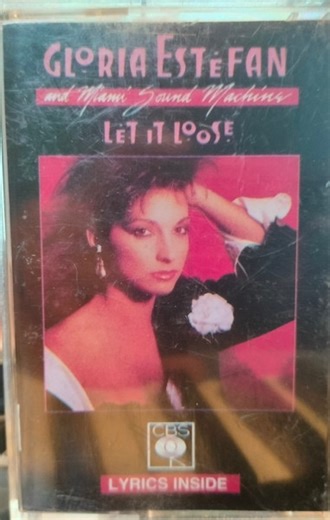 GLORIA ESTEFAN
and Miami Sound Machine
LET IT LOOSE
CBS
LYRICS INSIDE